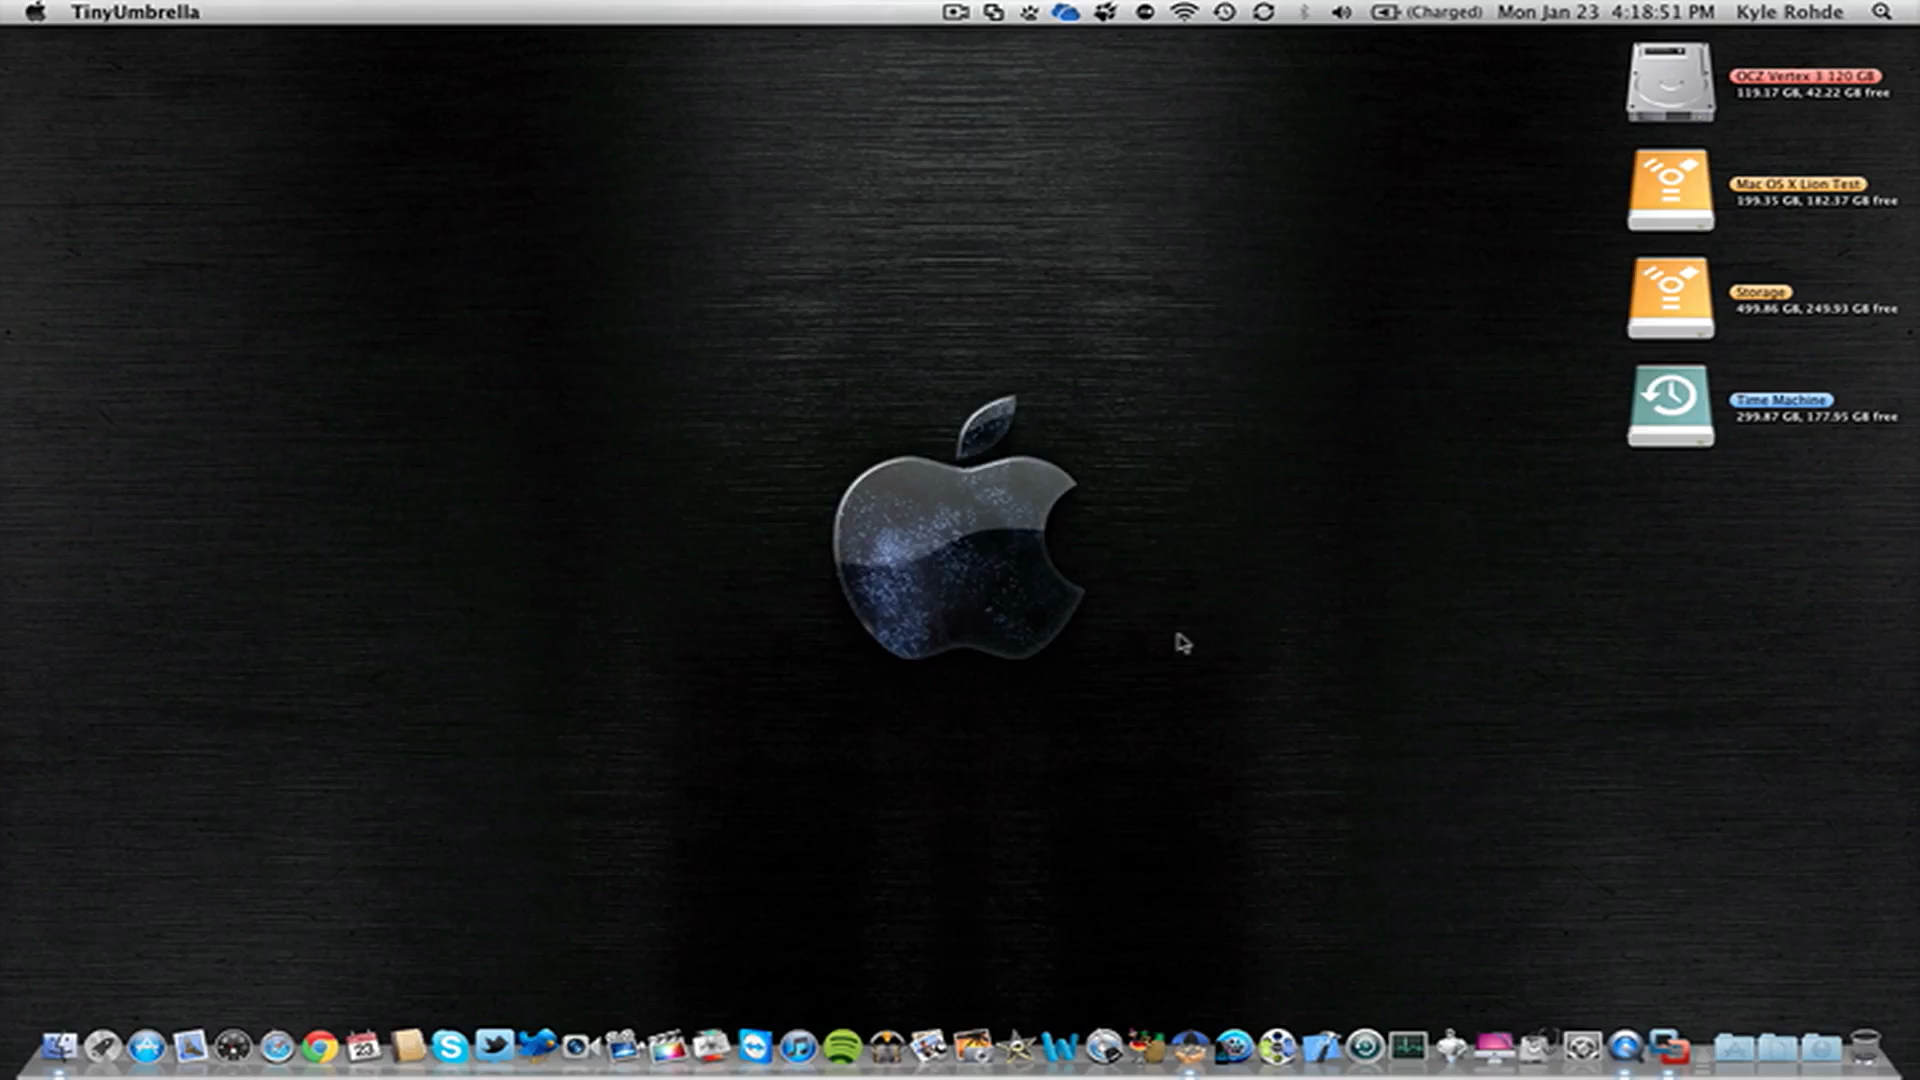 TinyUmbrella
(Charged) Mon Jan 23 4:18:51 PM Kyle Rohde
OCZ Vertex 3 120 GB
119.17 GB, 42.22 GB free
Mac OS X Lion Test
199.35 GB, 182.37 GB free
Storage
499.86 GB, 249.93 GB free
Time Machine
299.87 GB, 177.95 GB free
23